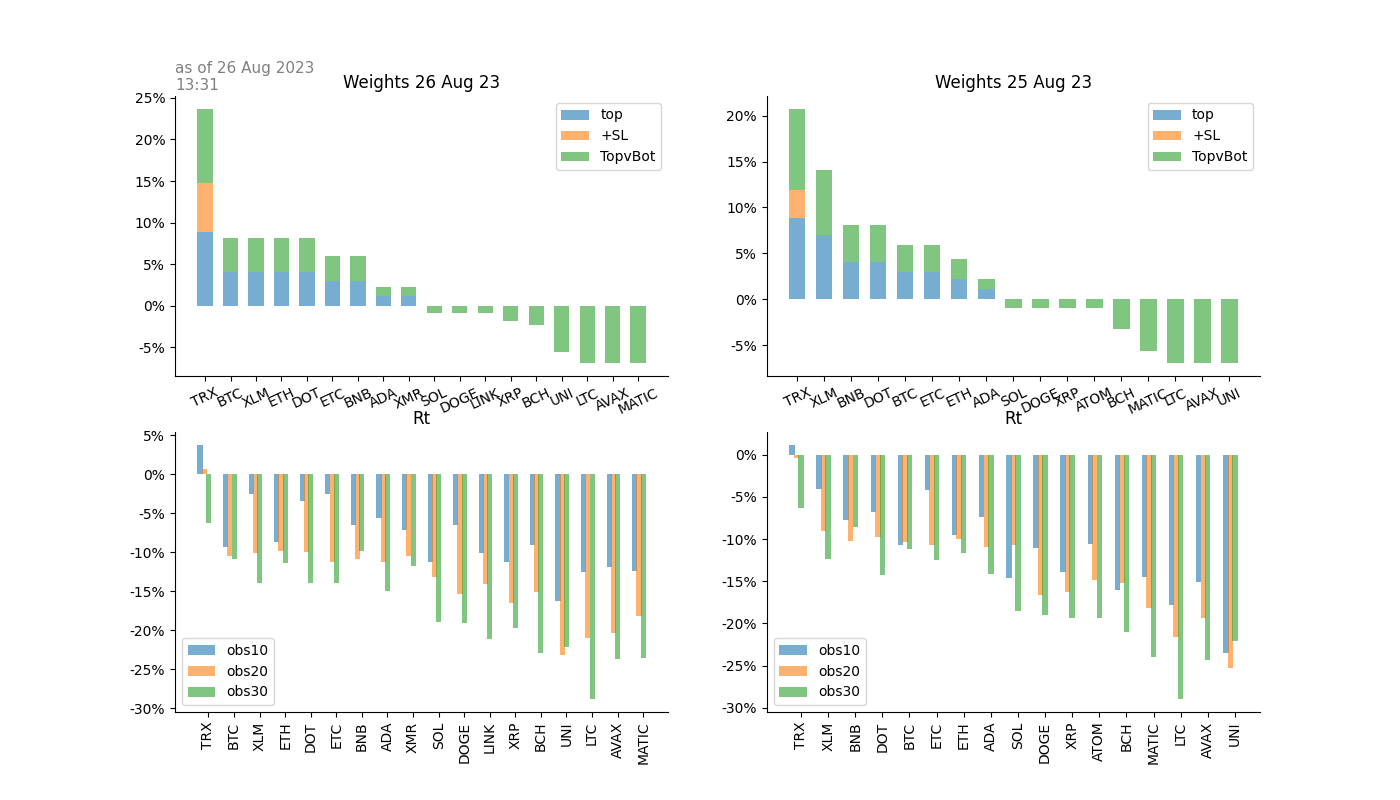 as of 26 Aug 2023
13:31
Weights 26 Aug 23
25%
20%
15%
10%
5%
0%
-5%
top
+SL
TopvBot
TRX BTC XLM ETH DOT ETC BNB ADA XMR SOL DOGE LINK XRP BCH UNI LTC AVAX MATIC
Weights 25 Aug 23
20%
15%
10%
5%
0%
-5%
top
+SL
TopvBot
TRX XLM BNB DOT BTC ETC ETH ADA SOL DOGE XRP ATOM BCH MATIC LTC AVAX UNI
Rt
5%
0%
-5%
-10%
-15%
-20%
-25%
-30%
obs10
obs20
obs30
TRX BTC XLM ETH DOT ETC BNB ADA XMR SOL DOGE LINK XRP BCH UNI LTC AVAX MATIC
Rt
0%
-5%
-10%
-15%
-20%
-25%
-30%
obs10
obs20
obs30
TRX XLM BNB DOT BTC ETC ETH ADA SOL DOGE XRP ATOM BCH MATIC LTC AVAX UNI